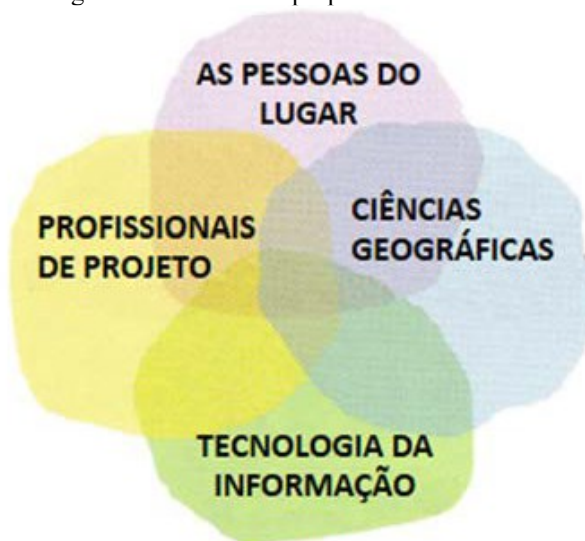 AS PESSOAS DO
LUGAR
PROFISSIONAIS
DE PROJETO
CIÊNCIAS
GEOGRÁFICAS
TECNOLOGIA DA
INFORMAÇÃO